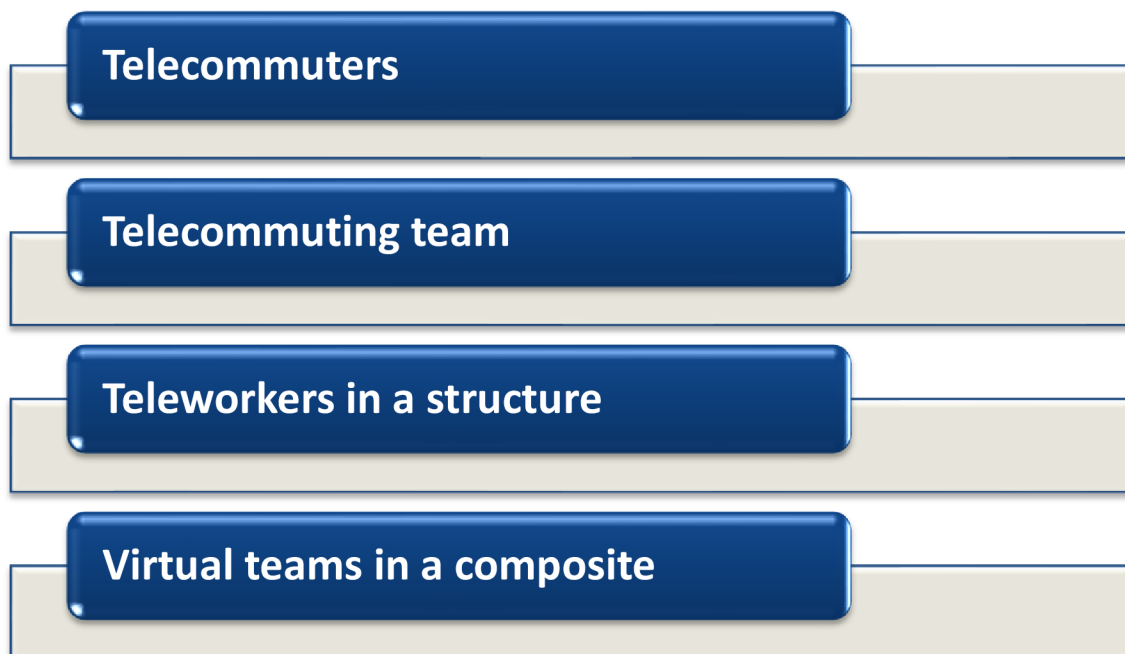 Telecommuters
Telecommuting team
Teleworkers in a structure
Virtual teams in a composite